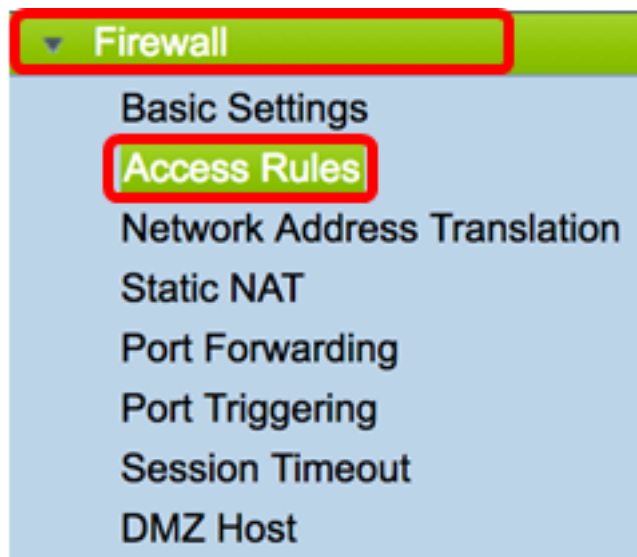 Firewall
Basic Settings
Access Rules
Network Address Translation
Static NAT
Port Forwarding
Port Triggering
Session Timeout
DMZ Host